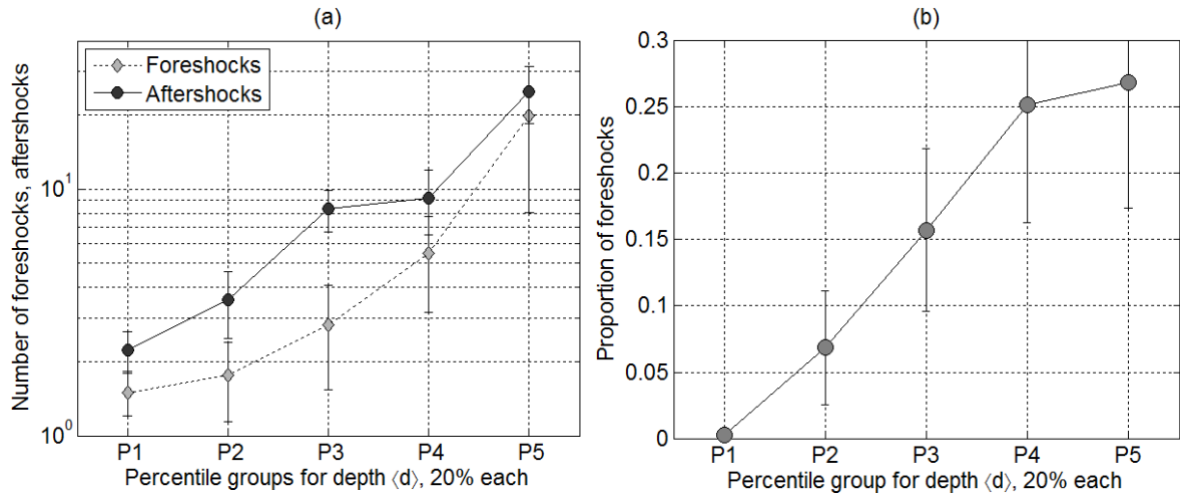 (a)
Foreshocks
Aftershocks
Number of foreshocks, aftershocks
10^1
10^0
P1 P2 P3 P4 P5
Percentile groups for depth ⟨d⟩, 20% each
(b)
Proportion of foreshocks
0.3
0.25
0.2
0.15
0.1
0.05
0
P1 P2 P3 P4 P5
Percentile group for depth ⟨d⟩, 20% each